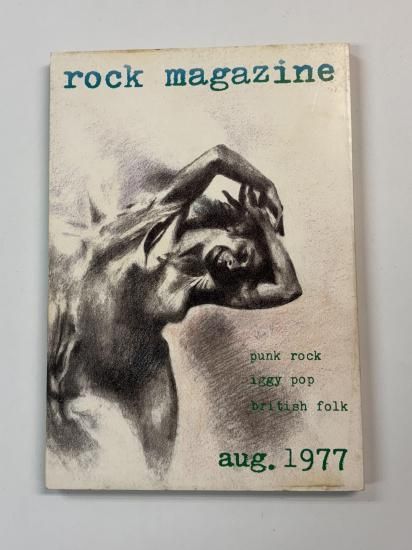 rock magazine
punk rock
iggy pop
british folk
aug. 1977